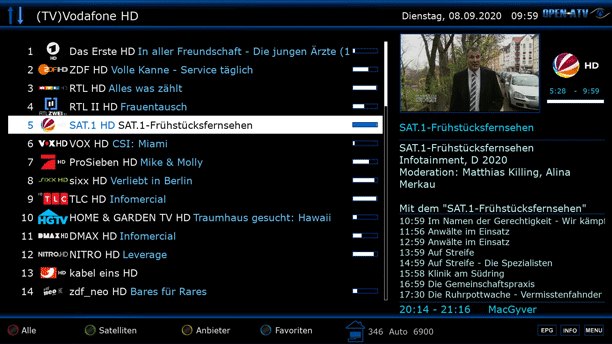 (TV)Vodafone HD
Dienstag, 08.09.2020 09:59 OPEN-ATV
1 Das Erste HD In aller Freundschaft - Die jungen Ärzte (1
2 ZDF HD Volle Kanne - Service täglich
3 RTL HD Alles was zählt
4 RTL II HD Frauentausch
5 SAT.1 HD SAT.1-Frühstücksfernsehen
6 VOX HD CSI: Miami
7 ProSieben HD Mike & Molly
8 sixx HD Verliebt in Berlin
9 TLC HD Infomercial
10 HOME & GARDEN TV HD Traumhaus gesucht: Hawaii
11 DMAX HD Infomercial
12 NITRO HD Leverage
13 kabel eins HD
14 zdf_neo HD Bares für Rares
HD
5:28 - 9:59
SAT.1-Frühstücksfernsehen
SAT.1-Frühstücksfernsehen
Infotainment, D 2020
Moderation: Matthias Killing, Alina
Merkau
Mit dem "SAT.1-Frühstücksfernsehen"
10:59 Im Namen der Gerechtigkeit - Wir kämpf
11:56 Anwälte im Einsatz
12:59 Anwälte im Einsatz
13:59 Auf Streife
14:59 Auf Streife - Die Spezialisten
15:58 Klinik am Südring
16:59 Die Gemeinschaftspraxis
17:30 Die Ruhrpottwache - Vermisstenfahnder
20:14 - 21:16 MacGyver
Alle Satelliten Anbieter Favoriten 346 Auto 6900 EPG INFO MENU